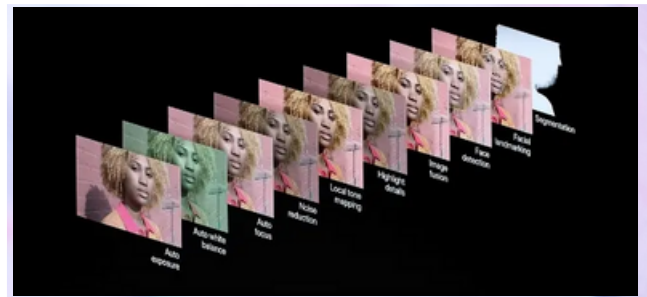 Auto
exposure
Auto-white
balance
Auto
focus
Noise
reduction
Local tone
mapping
Highlight
details
Image
fusion
Face
detection
Facial
landmarking
Segmentation